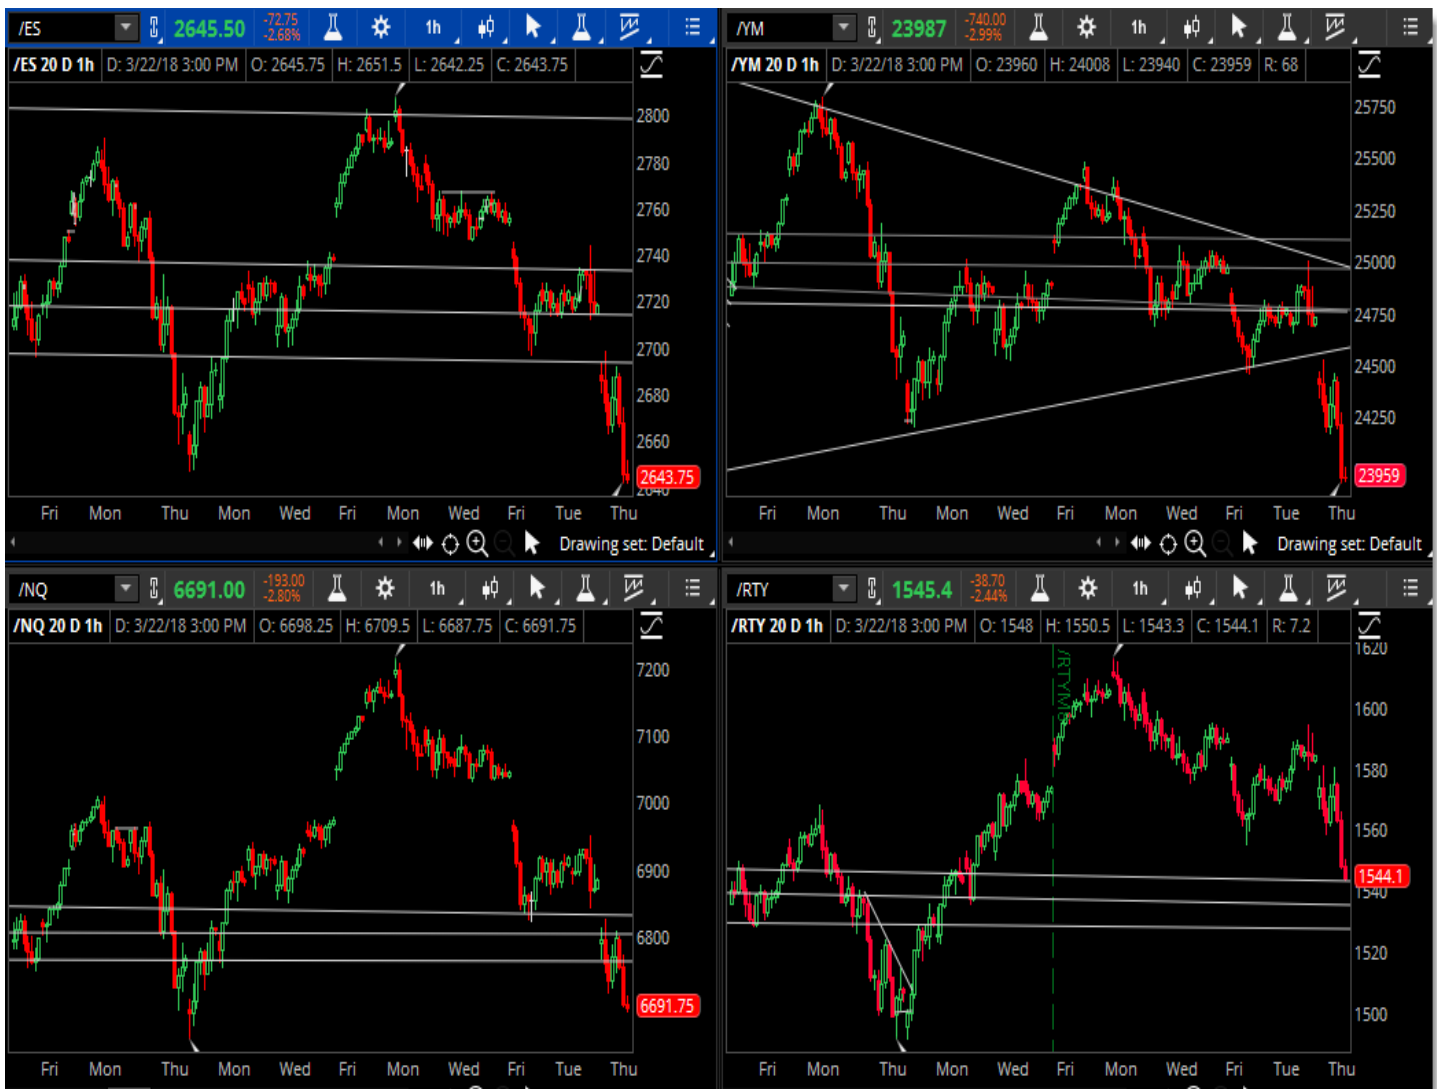 /ES 2645.50 -72.75 -2.68% 1h
/ES 20 D 1h D: 3/22/18 3:00 PM O: 2645.75 H: 2651.5 L: 2642.25 C: 2643.75
2800
2780
2760
2740
2720
2700
2680
2660
2643.75
2640
Fri Mon Thu Mon Wed Fri Mon Wed Fri Tue Thu
Drawing set: Default
/YM 23987 -740.00 -2.99% 1h
/YM 20 D 1h D: 3/22/18 3:00 PM O: 23960 H: 24008 L: 23940 C: 23959 R: 68
25750
25500
25250
25000
24750
24500
24250
23959
Fri Mon Thu Mon Wed Fri Mon Wed Fri Tue Thu
Drawing set: Default
/NQ 6691.00 -193.00 -2.80% 1h
/NQ 20 D 1h D: 3/22/18 3:00 PM O: 6698.25 H: 6709.5 L: 6687.75 C: 6691.75
7200
7100
7000
6900
6800
6691.75
Fri Mon Thu Mon Wed Fri Mon Wed Fri Tue Thu
/RTY 1545.4 -38.70 -2.44% 1h
/RTY 20 D 1h D: 3/22/18 3:00 PM O: 1548 H: 1550.5 L: 1543.3 C: 1544.1 R: 7.2
1620
1600
1580
1560
1544.1
1540
1520
1500
Fri Mon Thu Mon Wed Fri Mon Wed Fri Tue Thu